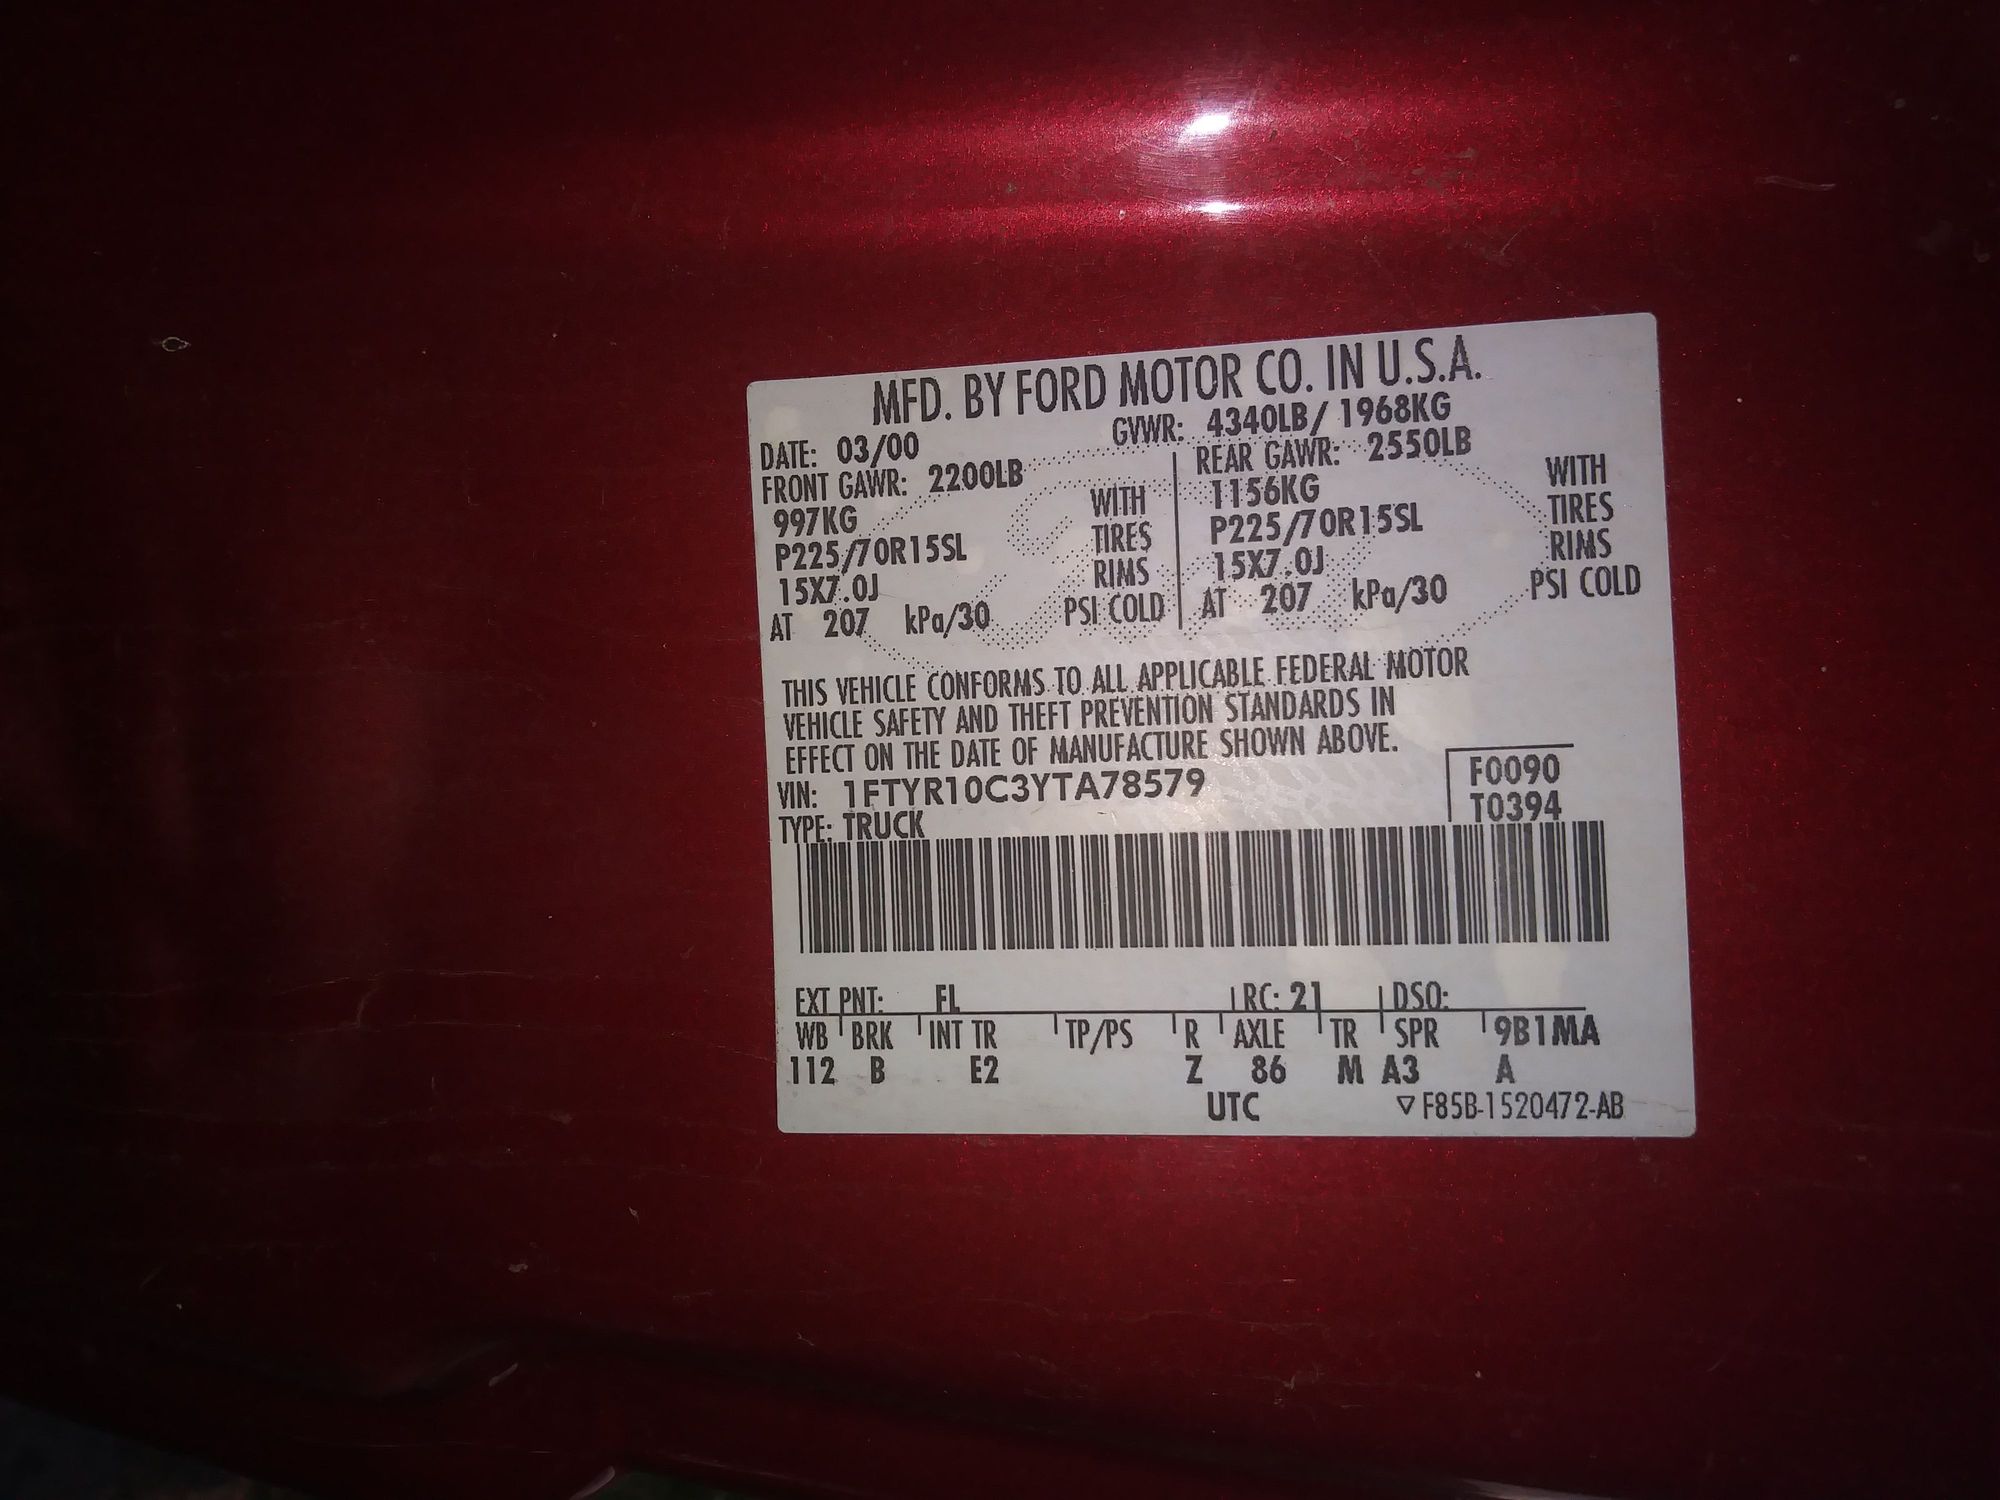 MFD. BY FORD MOTOR CO. IN U.S.A.
DATE: 03/00 GVWR: 4340LB/ 1968KG
FRONT GAWR: 2200LB REAR GAWR: 2550LB
997KG WITH 1156KG WITH
P225/70R15SL TIRES P225/70R15SL TIRES
15X7.0J RIMS 15X7.0J RIMS
AT 207 kPa/30 PSI COLD AT 207 kPa/30 PSI COLD
THIS VEHICLE CONFORMS TO ALL APPLICABLE FEDERAL MOTOR
VEHICLE SAFETY AND THEFT PREVENTION STANDARDS IN
EFFECT ON THE DATE OF MANUFACTURE SHOWN ABOVE.
VIN: 1FTYR10C3YTA78579 F0090
TYPE: TRUCK T0394
EXT PNT: FL RC: 21 DSO:
WB BRK INT TR TP/PS R AXLE TR SPR 9B1MA
112 B E2 Z 86 M A3 A
UTC ▽ F85B-1520472-AB